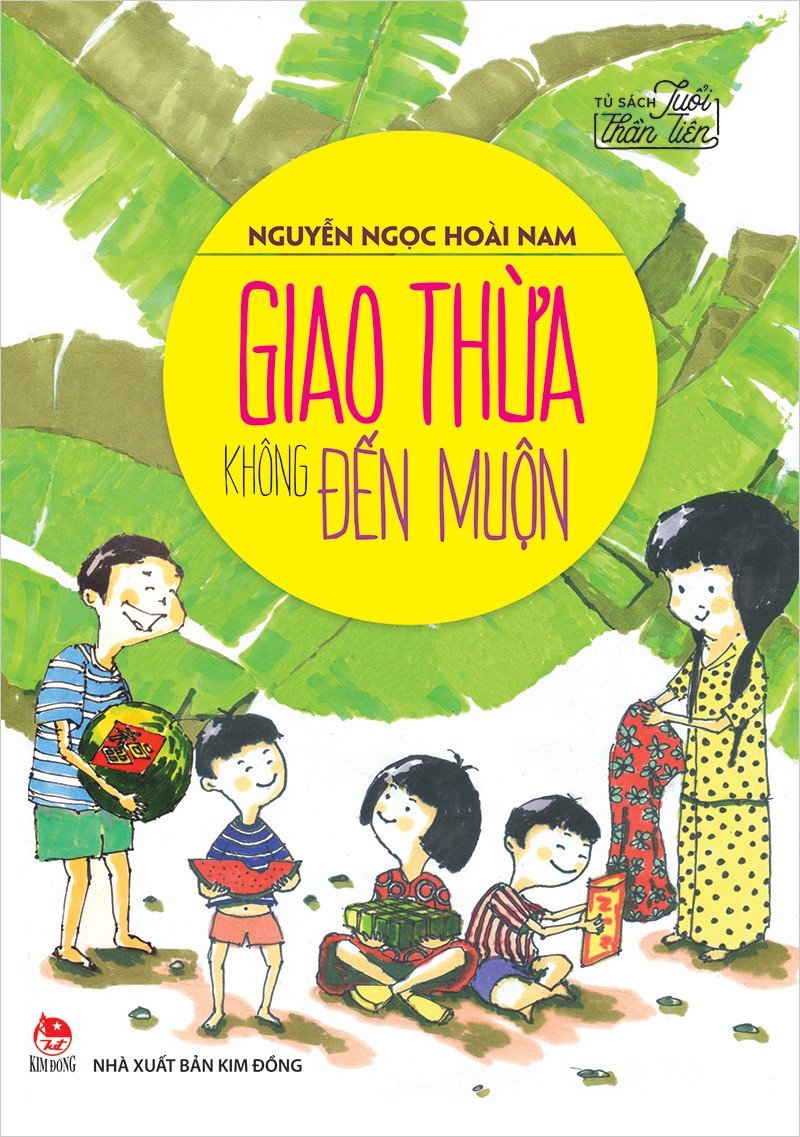 TỦ SÁCH Tuổi
Thần Tiên
NGUYỄN NGỌC HOÀI NAM
GIAO THỪA
KHÔNG ĐẾN MUỘN
KIM ĐỒNG
NHÀ XUẤT BẢN KIM ĐỒNG